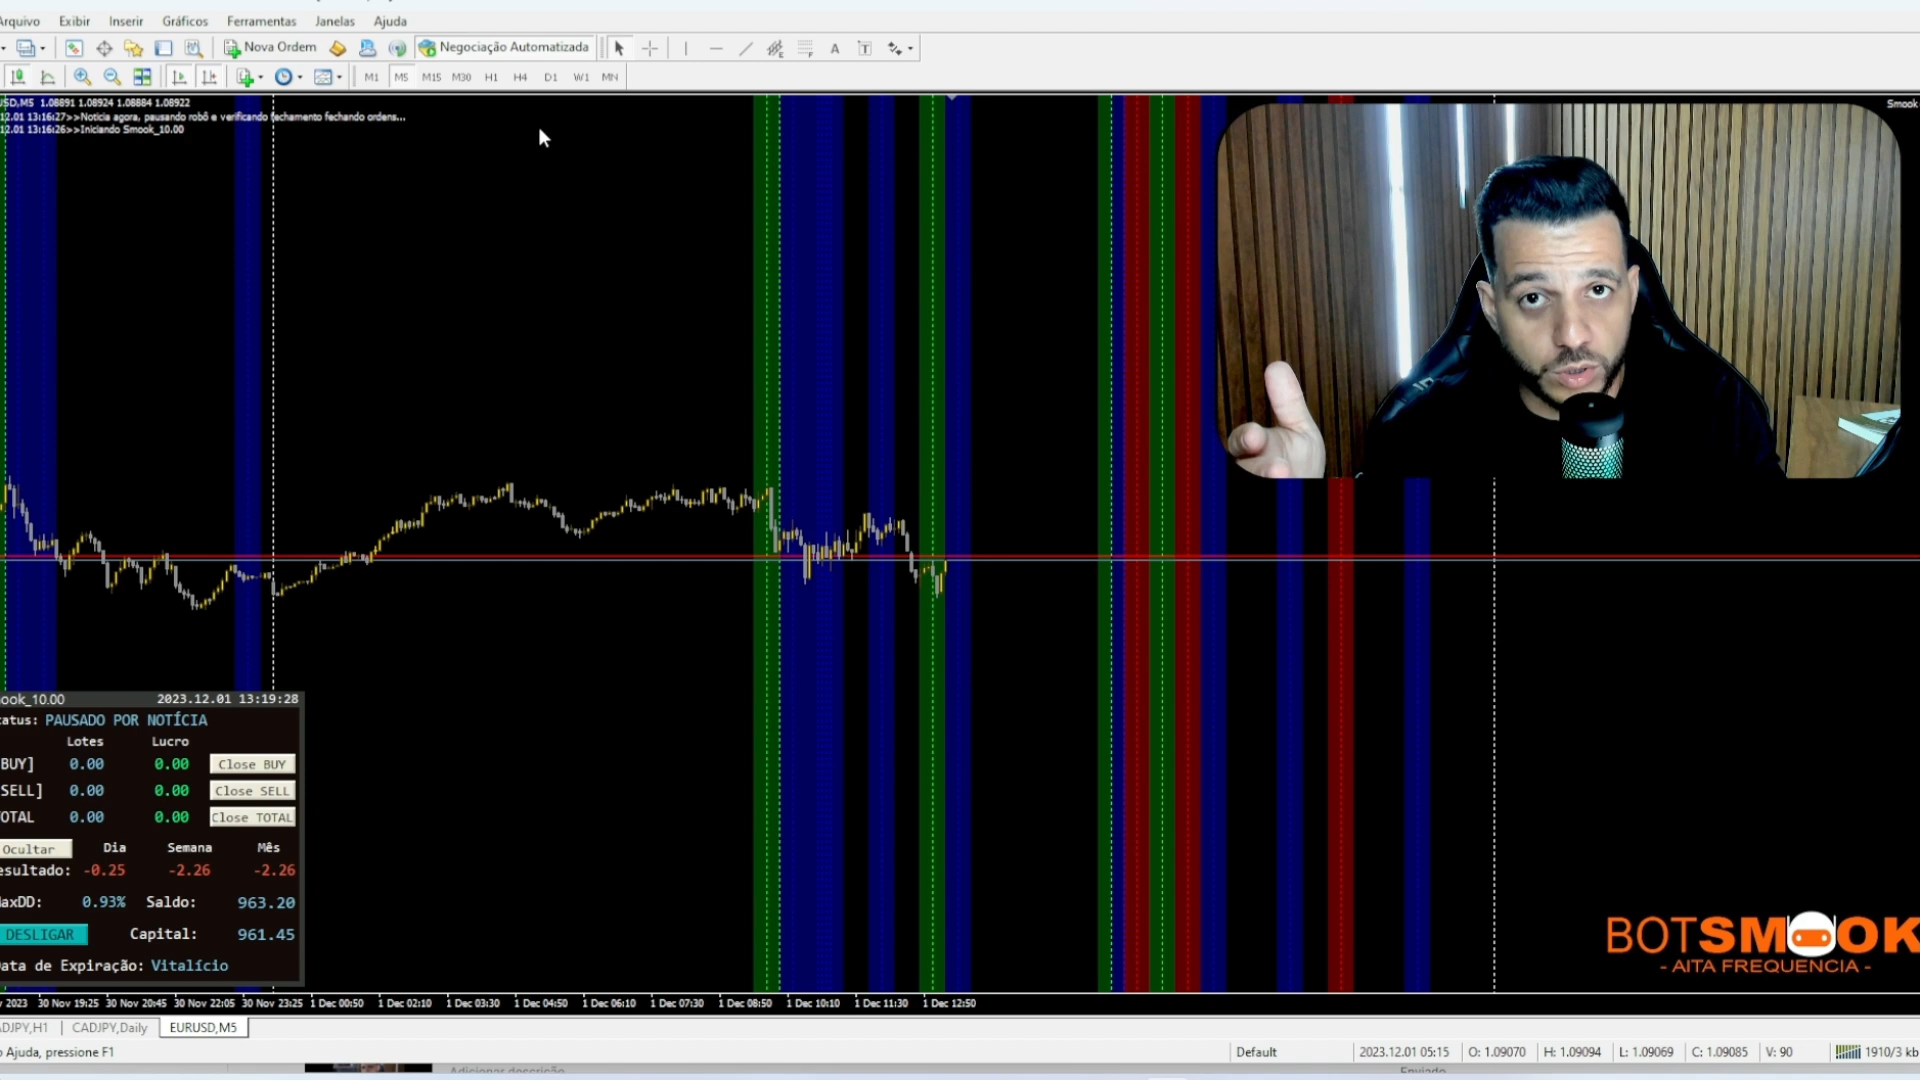 Arquivo Exibir Inserir Gráficos Ferramentas Janelas Ajuda
Nova Ordem Negociação Automatizada A T
M1 M5 M15 M30 H1 H4 D1 W1 MN
SD,M5 1.08891 1.08924 1.08884 1.08922
12.01 13:16:27>>Notícia agora, pausando robô e verificando fechamento fechando ordens...
12.01 13:16:26>>Iniciando Smook_10.00
Smook
ook_10.00 2023.12.01 13:19:28
tatus: PAUSADO POR NOTÍCIA
Lotes Lucro
BUY] 0.00 0.00 Close BUY
SELL] 0.00 0.00 Close SELL
OTAL 0.00 0.00 Close TOTAL
Ocultar Dia Semana Mês
esultado: -0.25 -2.26 -2.26
axDD: 0.93% Saldo: 963.20
DESLIGAR Capital: 961.45
ata de Expiração: Vitalício
BOTSMOOK
- AITA FREQUENCIA -
2023 30 Nov 19:25 30 Nov 20:45 30 Nov 22:05 30 Nov 23:25 1 Dec 00:50 1 Dec 02:10 1 Dec 03:30 1 Dec 04:50 1 Dec 06:10 1 Dec 07:30 1 Dec 08:50 1 Dec 10:10 1 Dec 11:30 1 Dec 12:50
ADJPY,H1 CADJPY,Daily EURUSD,M5
Ajuda, pressione F1 Default 2023.12.01 05:15 O: 1.09070 H: 1.09094 L: 1.09069 C: 1.09085 V: 90 1910/3 kb